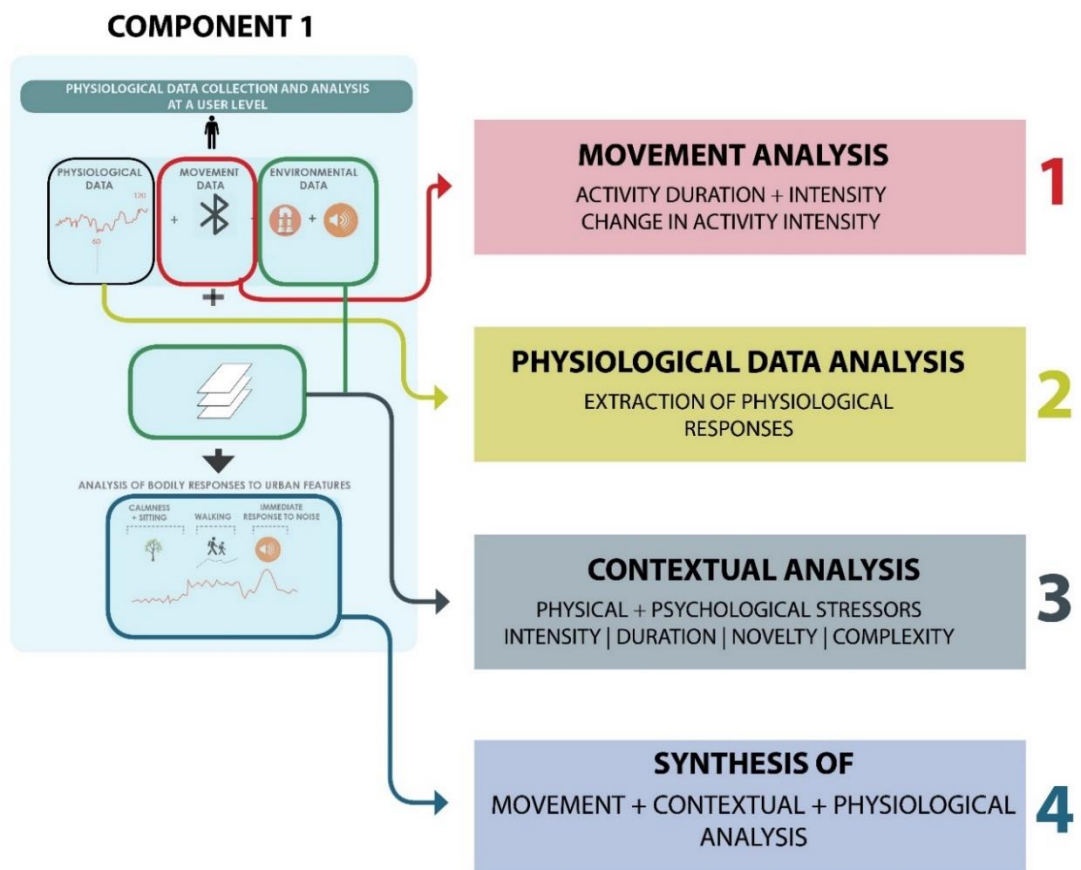 COMPONENT 1
PHYSIOLOGICAL DATA COLLECTION AND ANALYSIS
AT A USER LEVEL
PHYSIOLOGICAL
DATA
120
60
+
MOVEMENT
DATA
ENVIRONMENTAL
DATA
+
+
ANALYSIS OF BODILY RESPONSES TO URBAN FEATURES
CALMNESS
+ SITTING
WALKING
IMMEDIATE
RESPONSE TO NOISE
MOVEMENT ANALYSIS
ACTIVITY DURATION + INTENSITY
CHANGE IN ACTIVITY INTENSITY
1
PHYSIOLOGICAL DATA ANALYSIS
EXTRACTION OF PHYSIOLOGICAL
RESPONSES
2
CONTEXTUAL ANALYSIS
PHYSICAL + PSYCHOLOGICAL STRESSORS
INTENSITY | DURATION | NOVELTY | COMPLEXITY
3
SYNTHESIS OF
MOVEMENT + CONTEXTUAL + PHYSIOLOGICAL
ANALYSIS
4